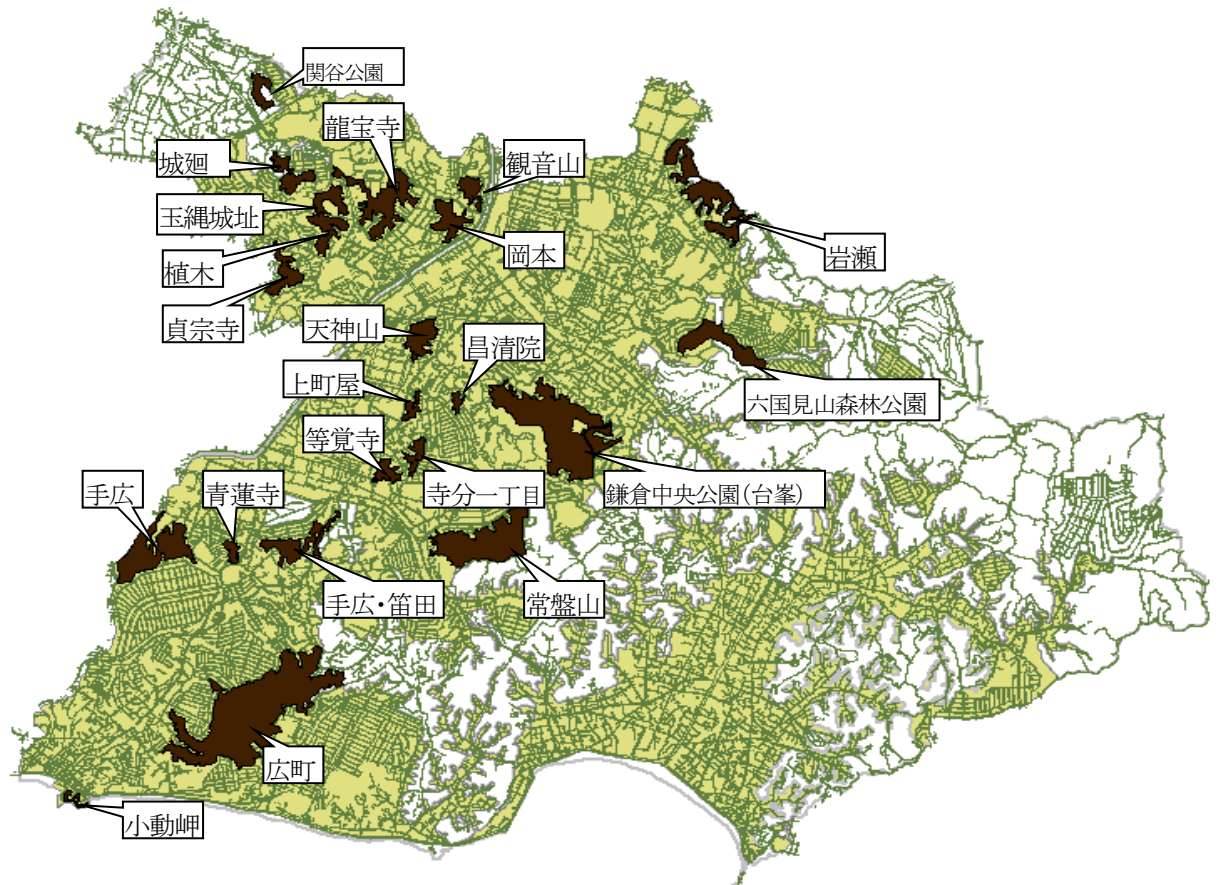 関谷公園
龍宝寺
城廻
観音山
玉縄城址
岡本
岩瀬
植木
貞宗寺
天神山
昌清院
上町屋
六国見山森林公園
等覚寺
手広
青蓮寺
寺分一丁目
鎌倉中央公園(台峯)
手広・笛田
常盤山
広町
小動岬